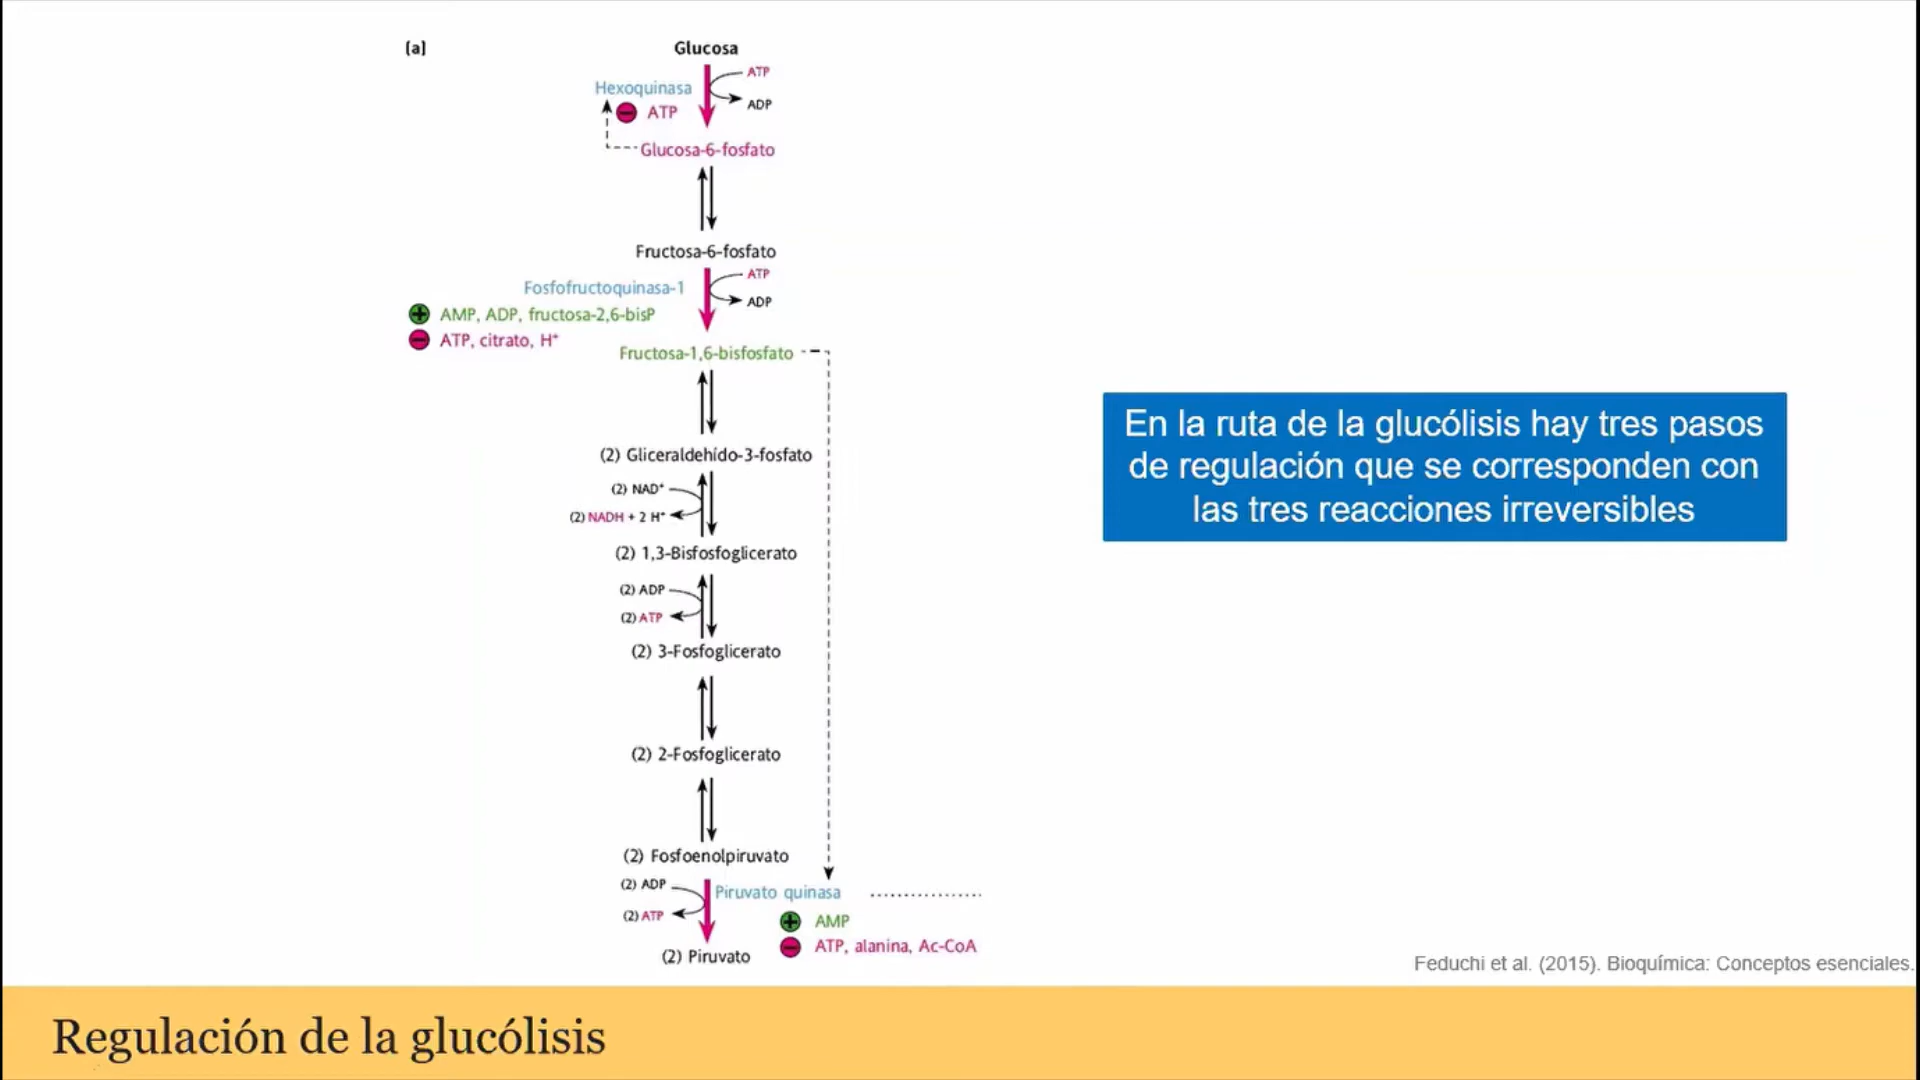 (a)
Glucosa
ATP
Hexoquinasa
ADP
ATP
Glucosa-6-fosfato
Fructosa-6-fosfato
ATP
Fosfofructoquinasa-1
ADP
AMP, ADP, fructosa-2,6-bisP
ATP, citrato, H⁺
Fructosa-1,6-bisfosfato
(2) Gliceraldehído-3-fosfato
(2) NAD⁺
(2) NADH + 2 H⁺
(2) 1,3-Bisfosfoglicerato
(2) ADP
(2) ATP
(2) 3-Fosfoglicerato
(2) 2-Fosfoglicerato
(2) Fosfoenolpiruvato
(2) ADP
Piruvato quinasa
(2) ATP
AMP
ATP, alanina, Ac-CoA
(2) Piruvato
En la ruta de la glucólisis hay tres pasos
de regulación que se corresponden con
las tres reacciones irreversibles
Feduchi et al. (2015). Bioquímica: Conceptos esenciales.
Regulación de la glucólisis